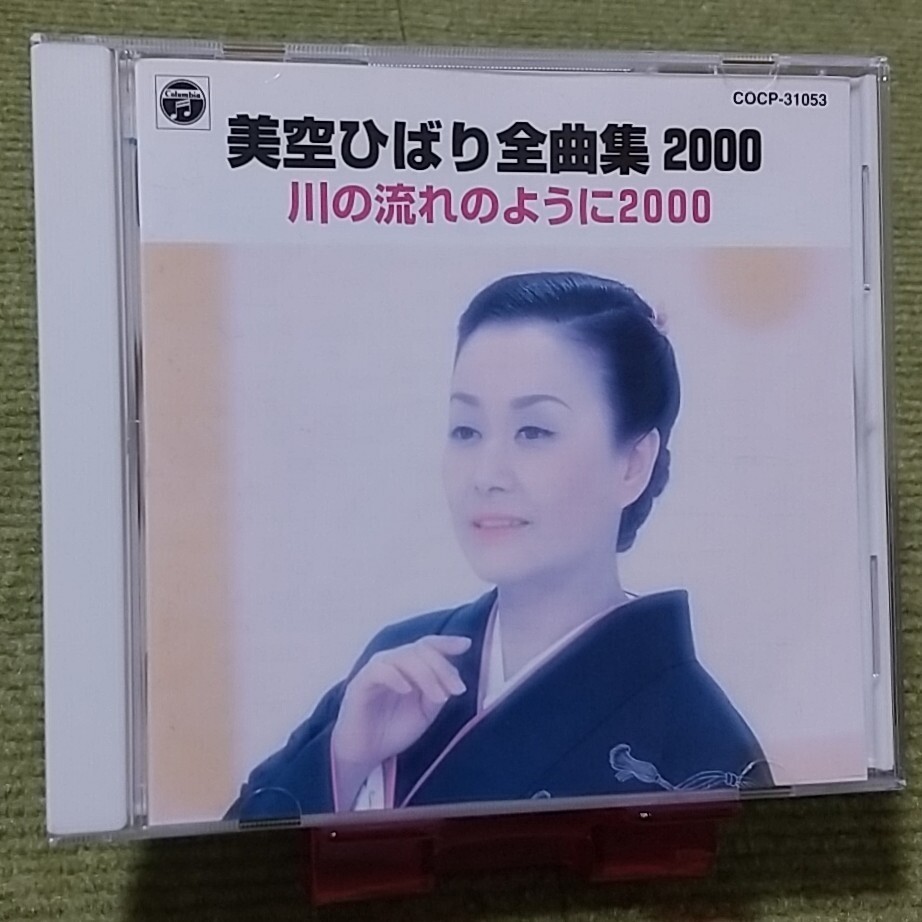 Columbia
COCP-31053
美空ひばり全曲集 2000
川の流れのように2000